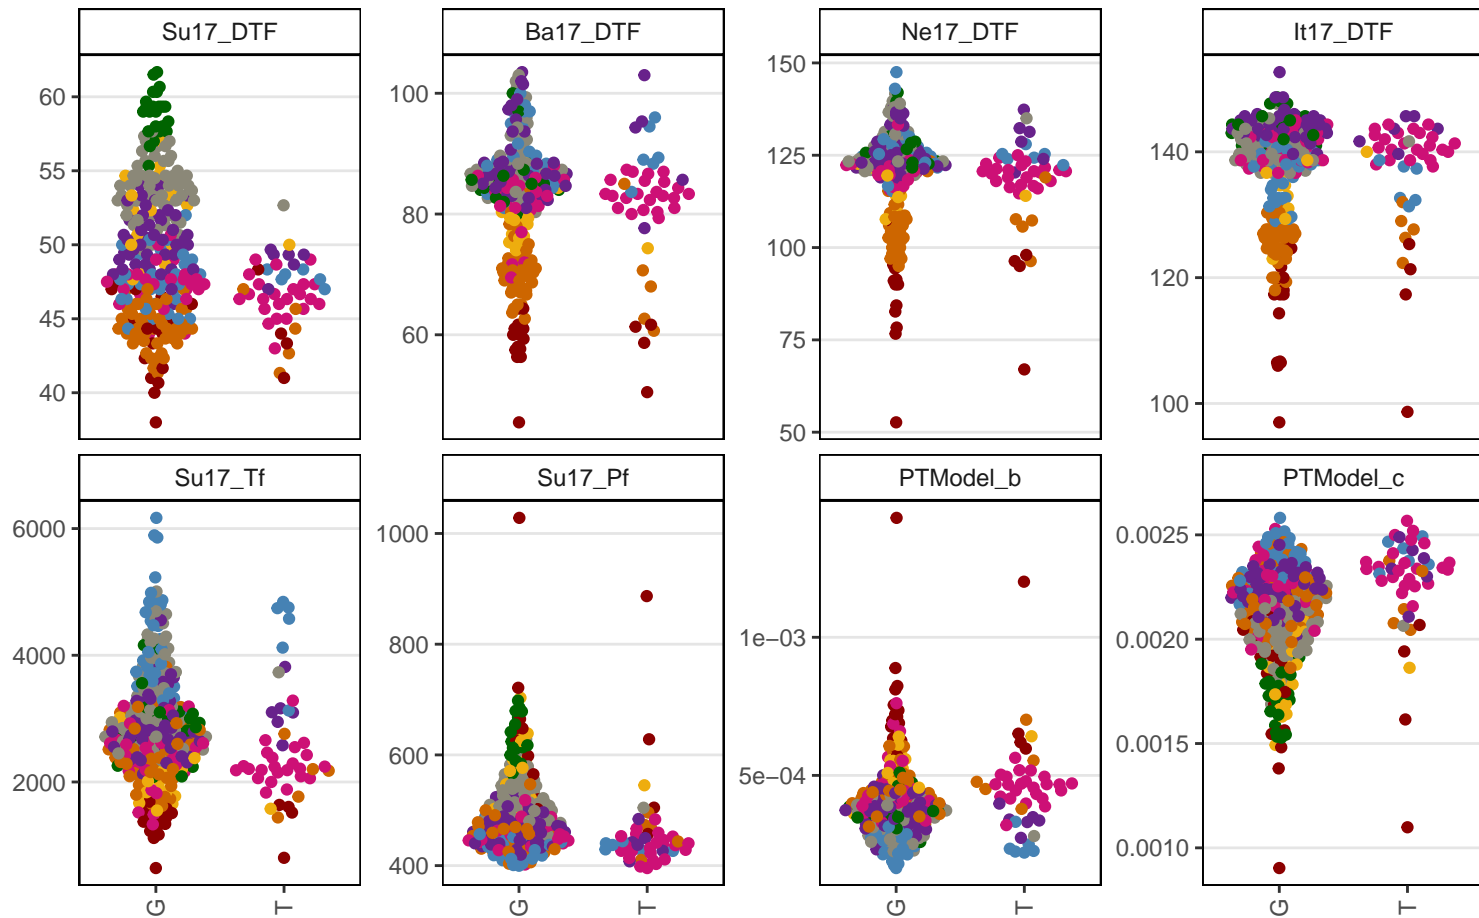 Su17_DTF
Ba17_DTF
Ne17_DTF
It17_DTF
60
55
50
45
40
100
80
60
150
125
100
75
50
140
120
100
Su17_Tf
Su17_Pf
PTModel_b
PTModel_c
6000
4000
2000
1000
800
600
400
1e−03
5e−04
0.0025
0.0020
0.0015
0.0010
G
T
G
T
G
T
G
T